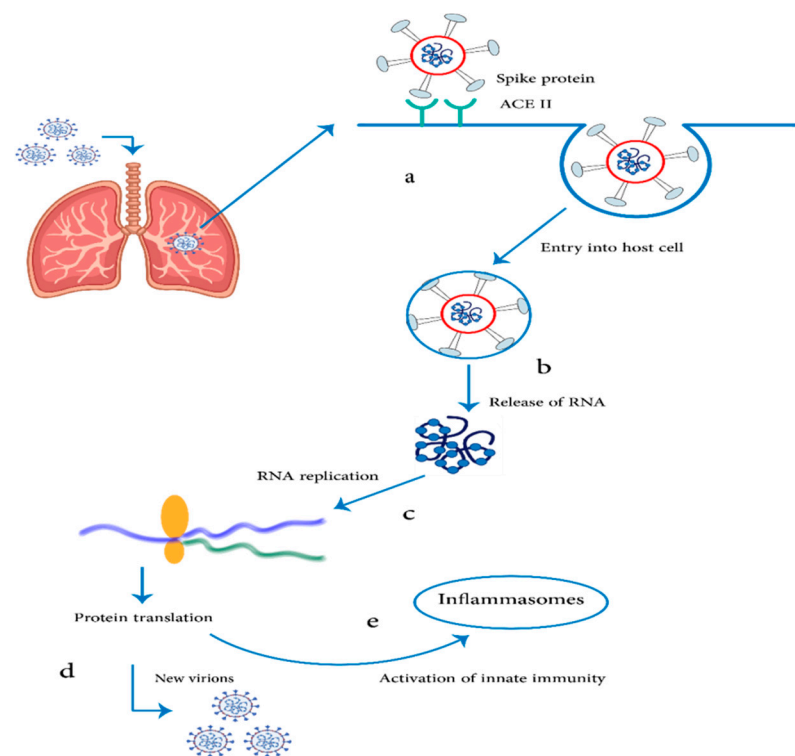 Spike protein
ACE II
a
Entry into host cell
b
Release of RNA
RNA replication
c
Protein translation
e
Inflammasomes
d
New virions
Activation of innate immunity